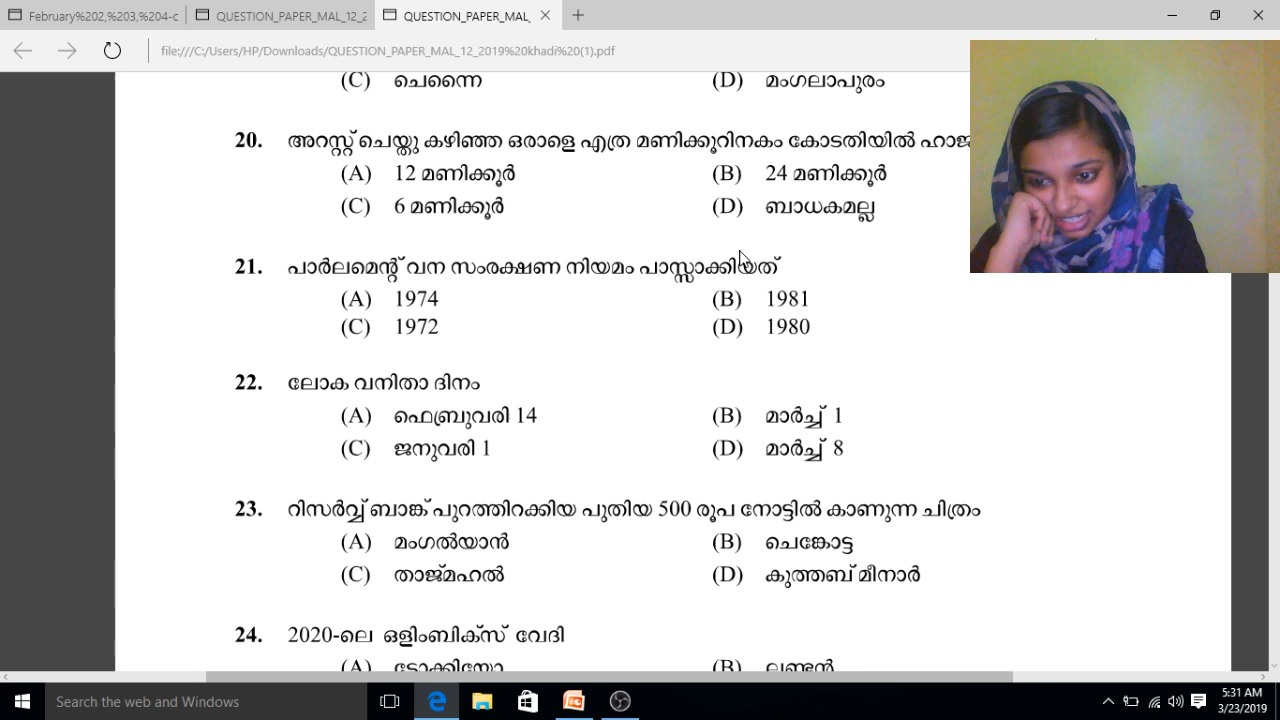 February%202,%203,%204-c
QUESTION_PAPER_MAL_12_2
QUESTION_PAPER_MAL_
file:///C:/Users/HP/Downloads/QUESTION_PAPER_MAL_12_2019%20khadi%20(1).pdf
(C) ചെന്നൈ (D) മംഗലാപുരം
20. അറസ്റ്റ് ചെയ്തു കഴിഞ്ഞ ഒരാളെ എത്ര മണിക്കൂറിനകം കോടതിയിൽ ഹാജ
(A) 12 മണിക്കൂർ (B) 24 മണിക്കൂർ
(C) 6 മണിക്കൂർ (D) ബാധകമല്ല
21. പാർലമെന്റ് വന സംരക്ഷണ നിയമം പാസ്സാക്കിയത്
(A) 1974 (B) 1981
(C) 1972 (D) 1980
22. ലോക വനിതാ ദിനം
(A) ഫെബ്രുവരി 14 (B) മാർച്ച് 1
(C) ജനുവരി 1 (D) മാർച്ച് 8
23. റിസർവ്വ് ബാങ്ക് പുറത്തിറക്കിയ പുതിയ 500 രൂപ നോട്ടിൽ കാണുന്ന ചിത്രം
(A) മംഗൽയാൻ (B) ചെങ്കോട്ട
(C) താജ്മഹൽ (D) കുത്തബ് മീനാർ
24. 2020-ലെ ഒളിംബിക്സ് വേദി
(A) ടോക്കിയോ (B) ലണ്ടൻ
Search the web and Windows
5:31 AM
3/23/2019